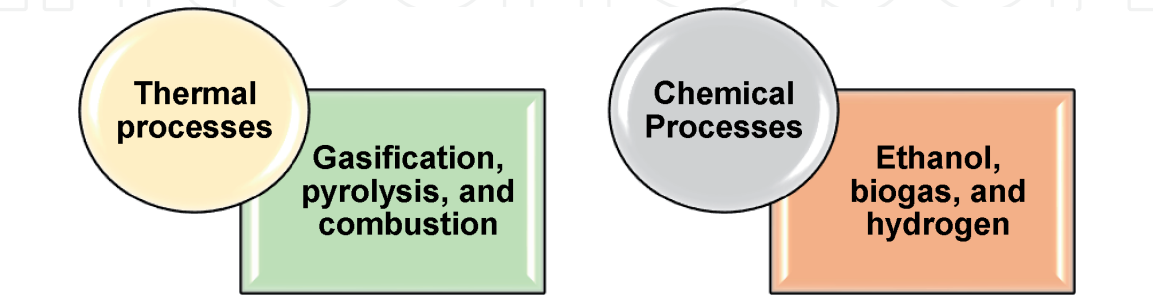 Thermal
processes
Gasification,
pyrolysis, and
combustion
Chemical
Processes
Ethanol,
biogas, and
hydrogen